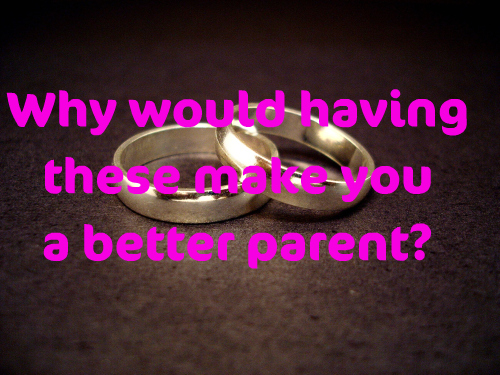 Why would having
these make you
a better parent?